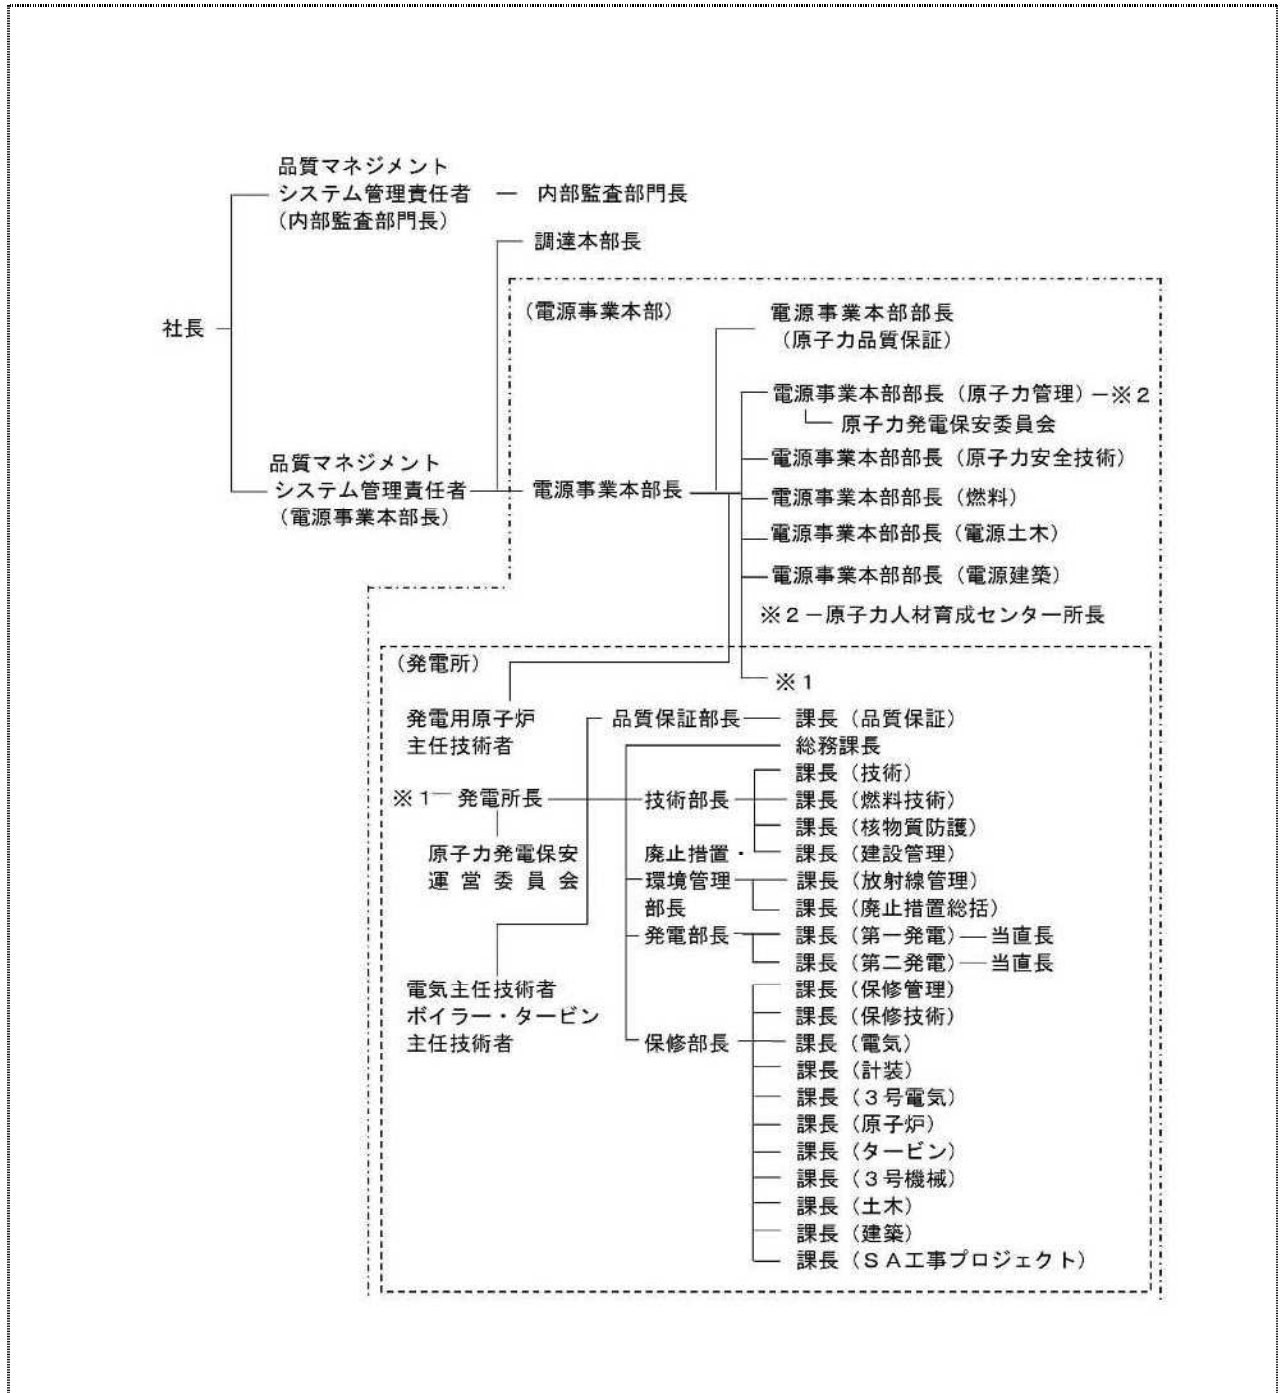 品質マネジメント
システム管理責任者 － 内部監査部門長
（内部監査部門長）
調達本部長
（電源事業本部）
電源事業本部部長
（原子力品質保証）
社長
電源事業本部部長（原子力管理）－※２
原子力発電保安委員会
電源事業本部部長（原子力安全技術）
品質マネジメント
システム管理責任者
（電源事業本部長）
電源事業本部長
電源事業本部部長（燃料）
電源事業本部部長（電源土木）
電源事業本部部長（電源建築）
※２－原子力人材育成センター所長
（発電所）
※１
発電用原子炉
主任技術者
品質保証部長
課長（品質保証）
総務課長
課長（技術）
※１－発電所長
技術部長
課長（燃料技術）
課長（核物質防護）
課長（建設管理）
原子力発電保安
運営委員会
廃止措置・
環境管理
部長
課長（放射線管理）
課長（廃止措置総括）
発電部長
課長（第一発電）－当直長
課長（第二発電）－当直長
電気主任技術者
ボイラー・タービン
主任技術者
保修部長
課長（保修管理）
課長（保修技術）
課長（電気）
課長（計装）
課長（３号電気）
課長（原子炉）
課長（タービン）
課長（３号機械）
課長（土木）
課長（建築）
課長（ＳＡ工事プロジェクト）